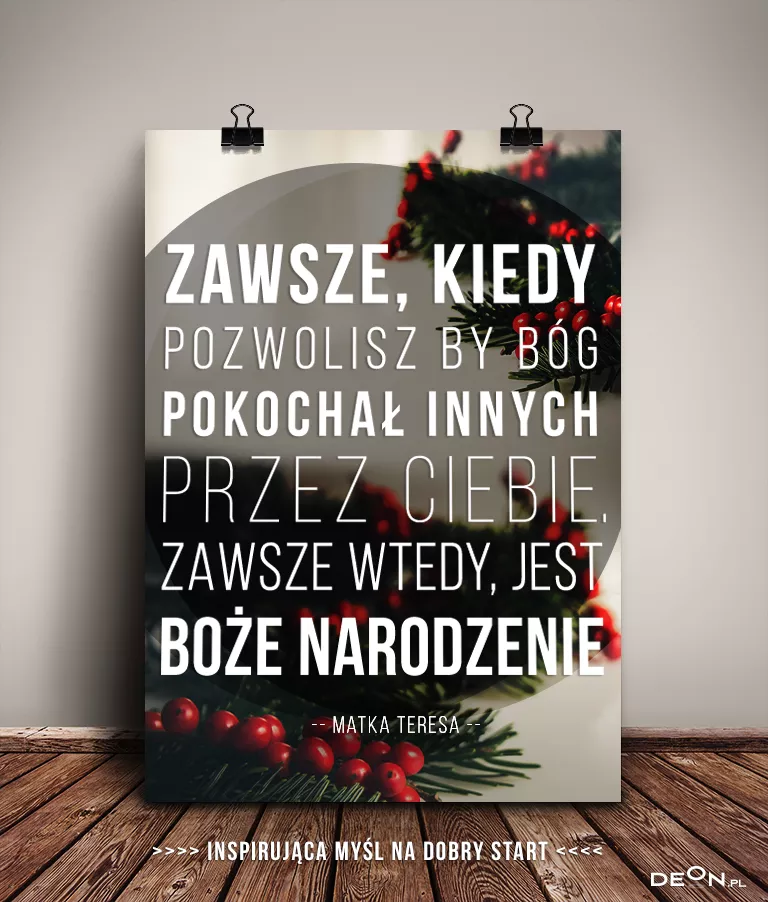 ZAWSZE, KIEDY
POZWOLISZ BY BÓG
POKOCHAŁ INNYCH
PRZEZ CIEBIE.
ZAWSZE WTEDY, JEST
BOŻE NARODZENIE
-- MATKA TERESA --
>>>> INSPIRUJĄCA MYŚL NA DOBRY START <<<<
DEON.PL